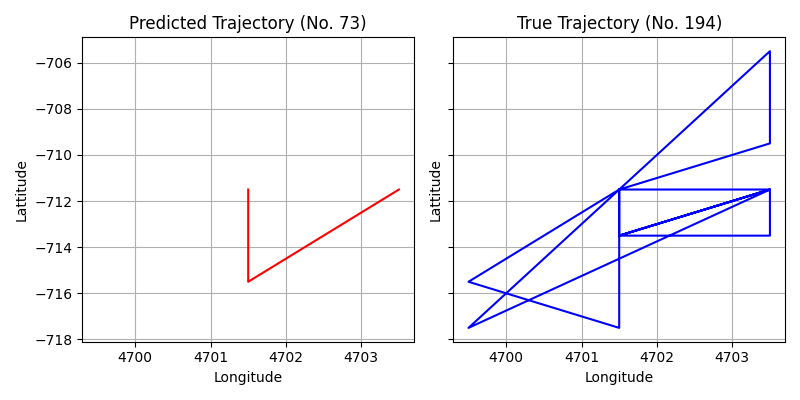 Predicted Trajectory (No. 73)
True Trajectory (No. 194)
−706
−708
−710
−712
−714
−716
−718
Lattitude
Lattitude
4700
4701
4702
4703
4700
4701
4702
4703
Longitude
Longitude